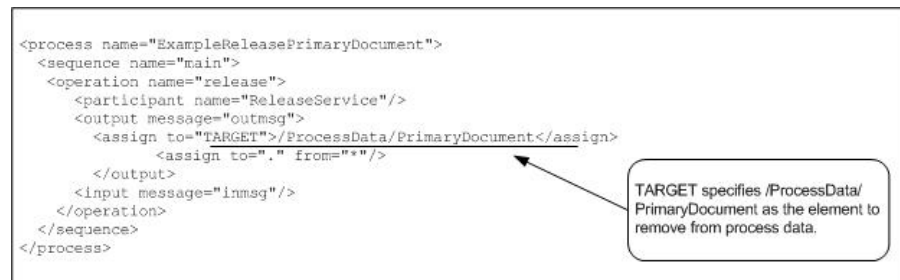 <process name="ExampleReleasePrimaryDocument">
<sequence name="main">
<operation name="release">
<participant name="ReleaseService"/>
<output message="outmsg">
<assign to="TARGET">/ProcessData/PrimaryDocument</assign>
<assign to="." from="*"/>
</output>
<input message="inmsg"/>
</operation>
</sequence>
</process>
TARGET specifies /ProcessData/
PrimaryDocument as the element to
remove from process data.